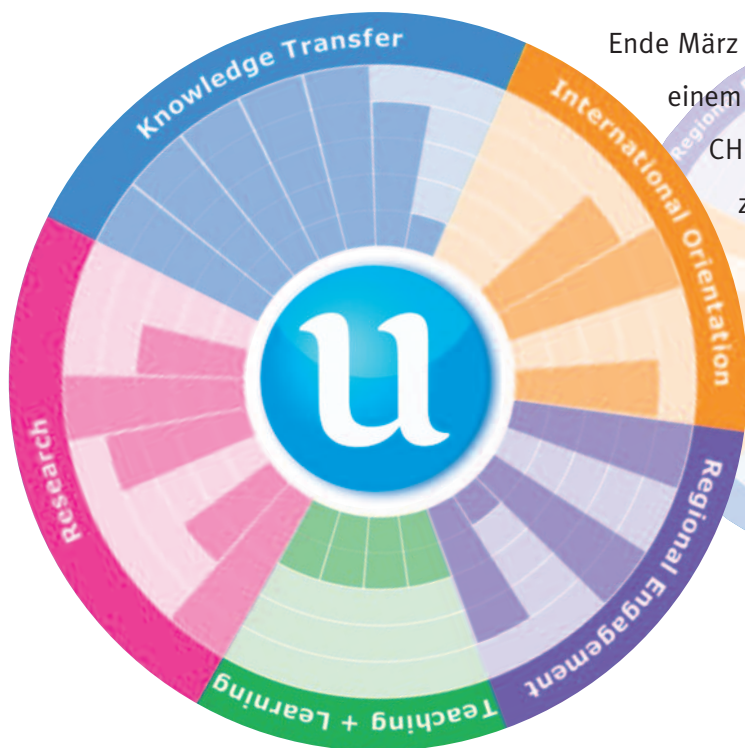 Ende März
einem
CH
z
Knowledge Transfer
International Orientation
Regional Engagement
Teaching + Learning
Research
u